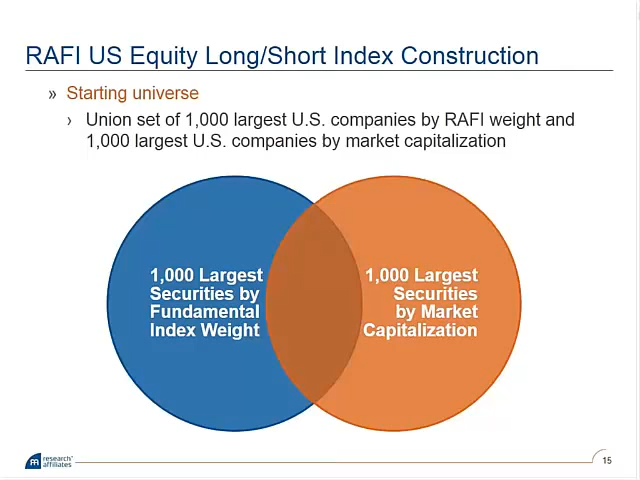 RAFI US Equity Long/Short Index Construction
» Starting universe
› Union set of 1,000 largest U.S. companies by RAFI weight and
1,000 largest U.S. companies by market capitalization
1,000 Largest
Securities by
Fundamental
Index Weight
1,000 Largest
Securities
by Market
Capitalization
RA research
affiliates
15